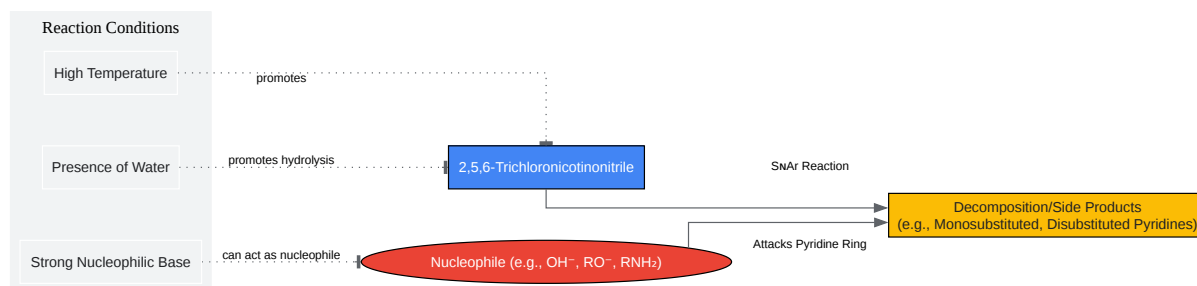 Reaction Conditions
High Temperature
promotes
Presence of Water
promotes hydrolysis
2,5,6-Trichloronicotinonitrile
SɴAr Reaction
Decomposition/Side Products
(e.g., Monosubstituted, Disubstituted Pyridines)
Attacks Pyridine Ring
Strong Nucleophilic Base
can act as nucleophile
Nucleophile (e.g., OH⁻, RO⁻, RNH₂)